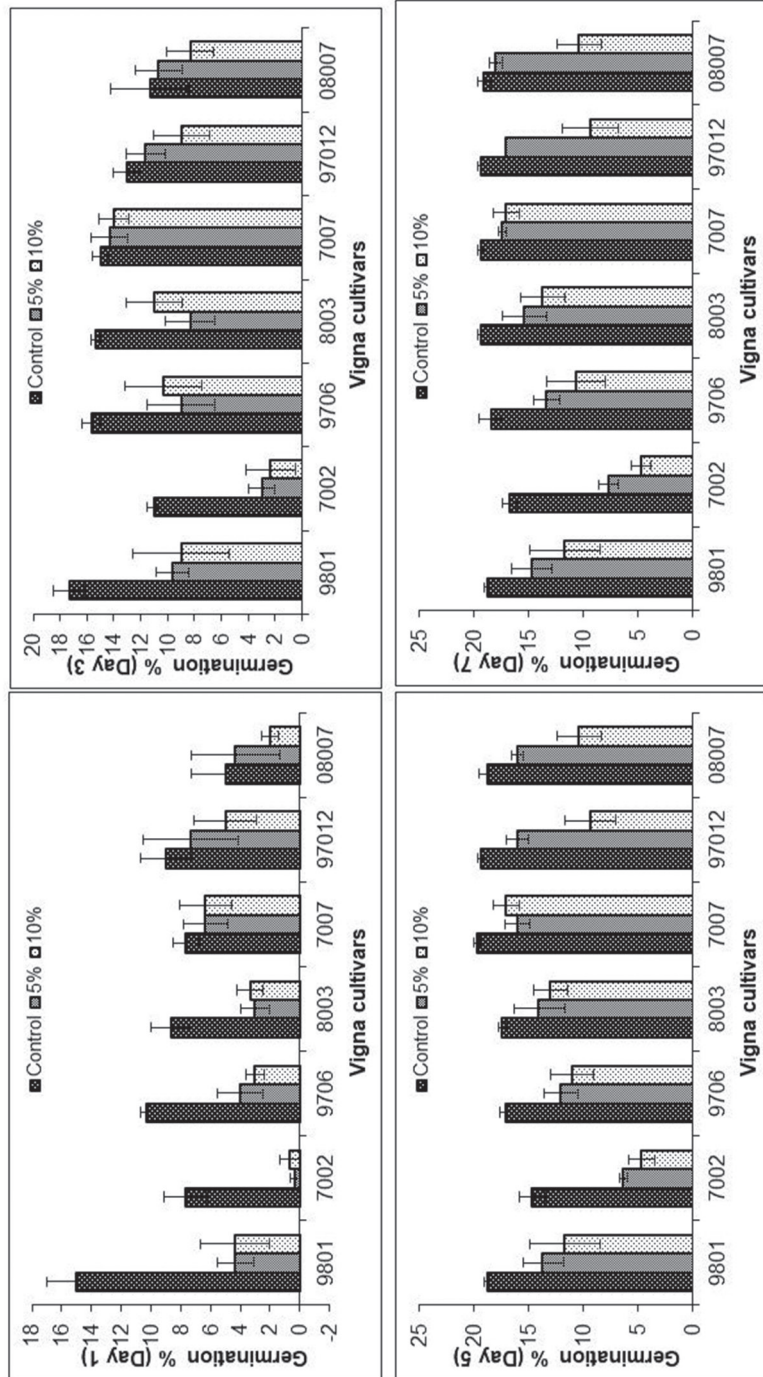 Control 5% 10%
18
16
14
12
10
8
6
4
2
0
-2
Germination % (Day 1)
9801 7002 9706 8003 7007 97012 08007
Vigna cultivars
Control 5% 10%
20
18
16
14
12
10
8
6
4
2
0
Germination % (Day 3)
9801 7002 9706 8003 7007 97012 08007
Vigna cultivars
Control 5% 10%
25
20
15
10
5
0
Germination % (Day 5)
9801 7002 9706 8003 7007 97012 08007
Vigna cultivars
Control 5% 10%
25
20
15
10
5
0
Germination % (Day 7)
9801 7002 9706 8003 7007 97012 08007
Vigna cultivars